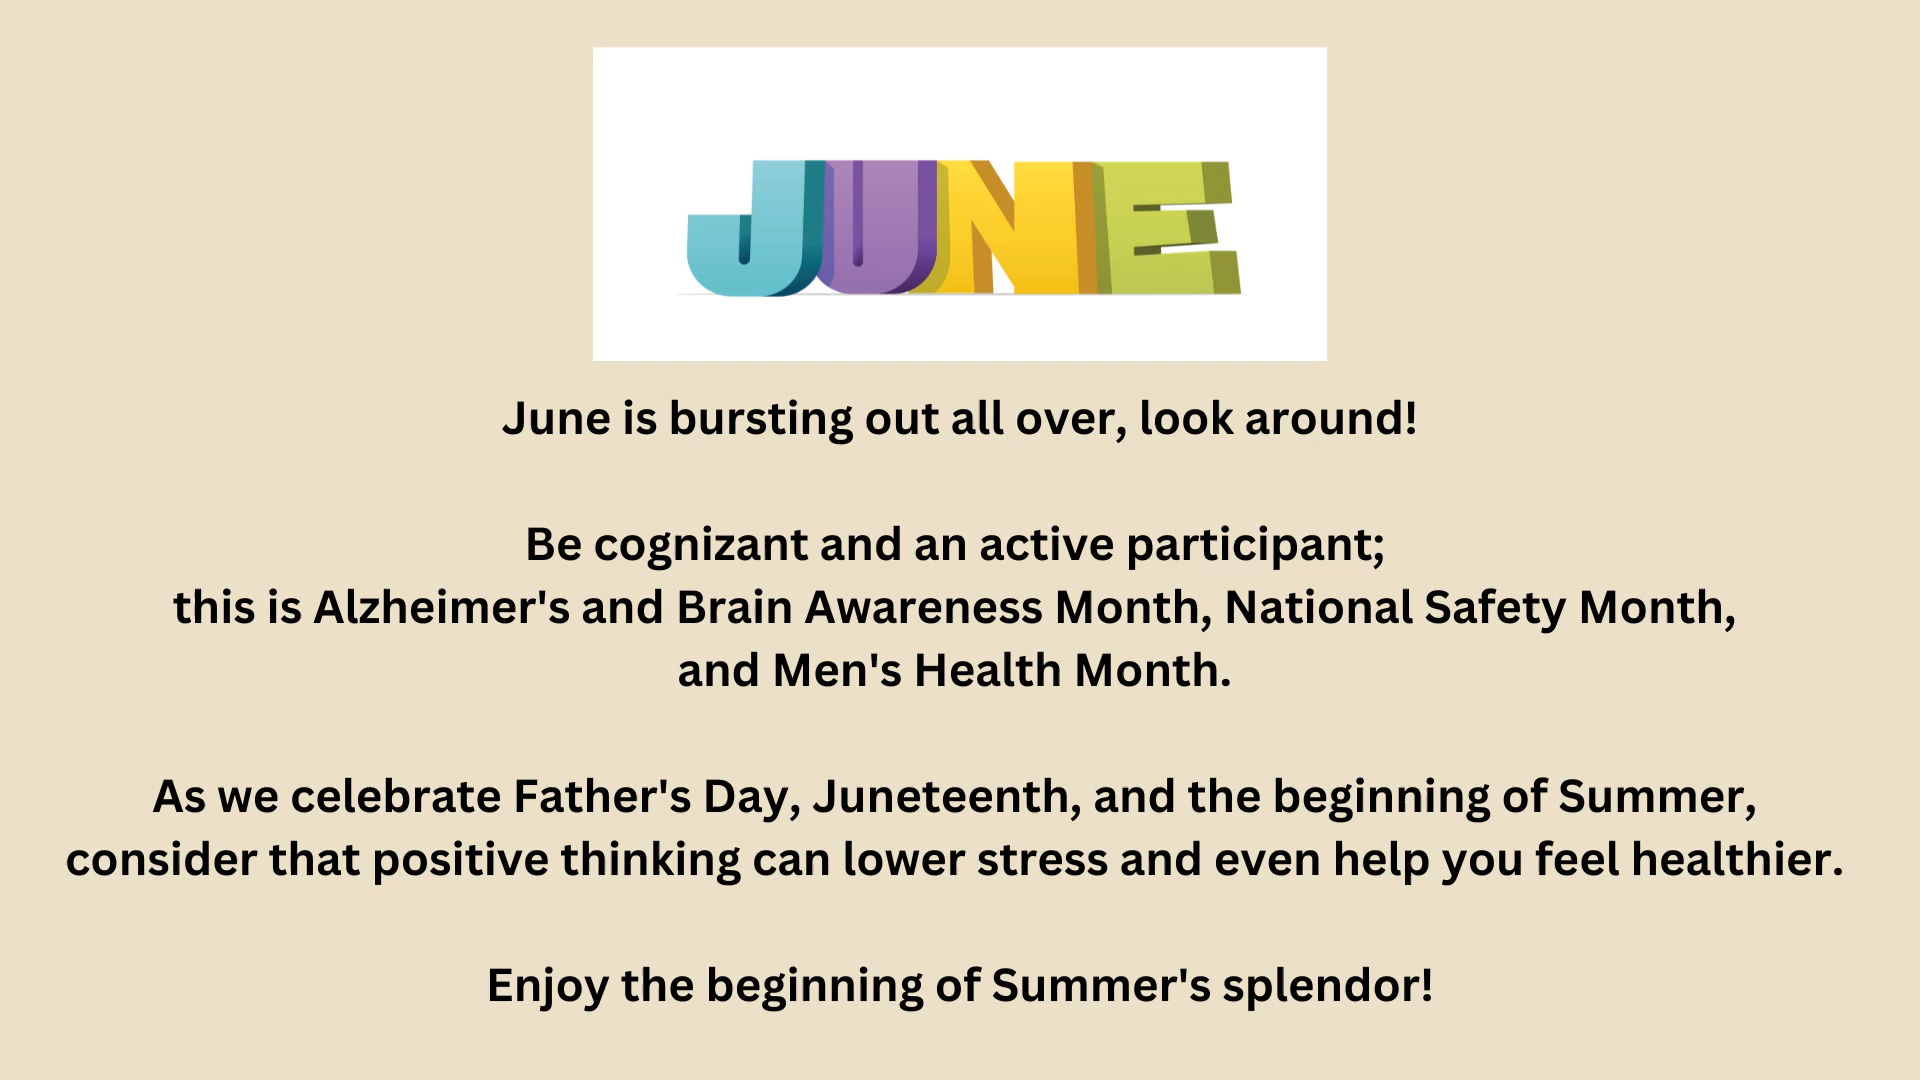 JUNE
June is bursting out all over, look around!
Be cognizant and an active participant;
this is Alzheimer's and Brain Awareness Month, National Safety Month,
and Men's Health Month.
As we celebrate Father's Day, Juneteenth, and the beginning of Summer,
consider that positive thinking can lower stress and even help you feel healthier.
Enjoy the beginning of Summer's splendor!